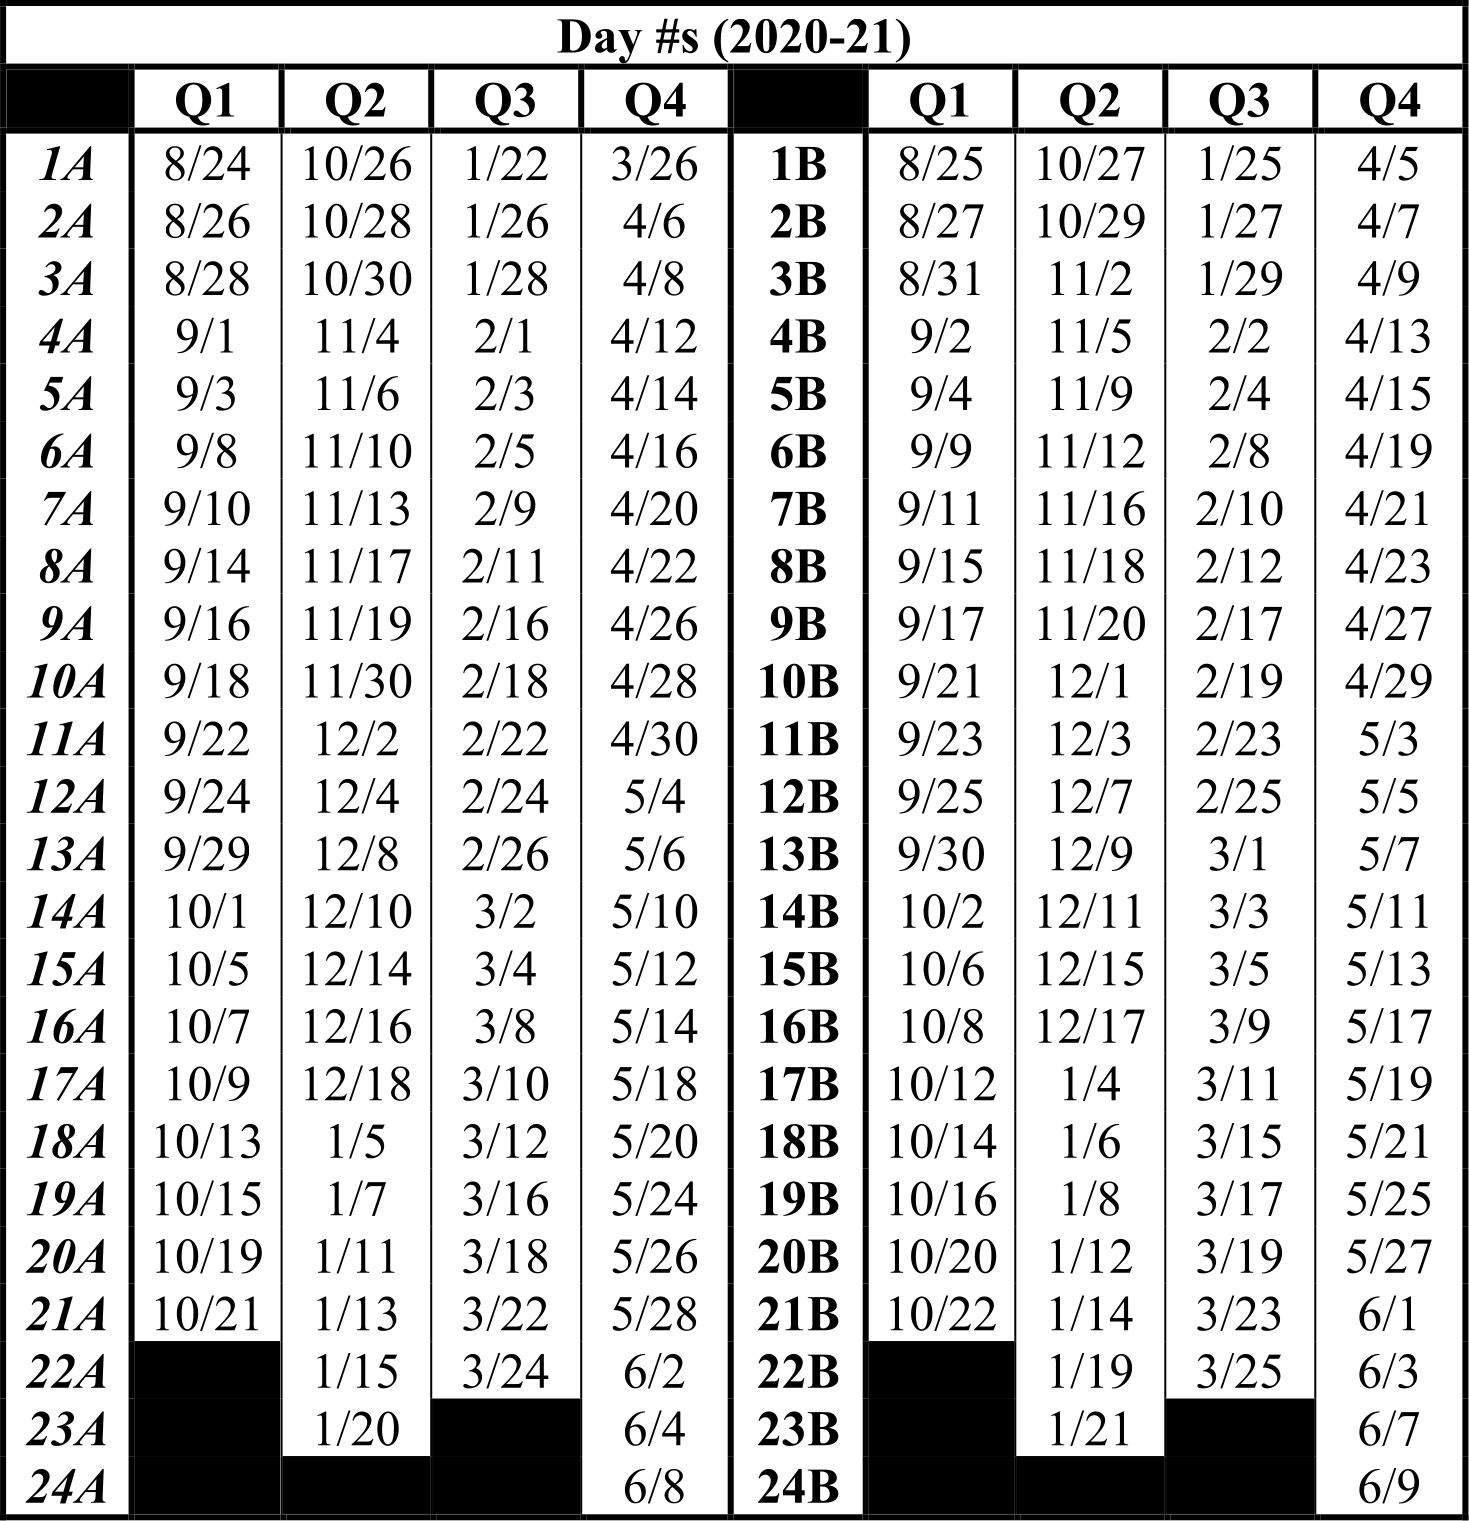 Day #s (2020-21)
Q1 Q2 Q3 Q4 Q1 Q2 Q3 Q4
1A 8/24 10/26 1/22 3/26 1B 8/25 10/27 1/25 4/5
2A 8/26 10/28 1/26 4/6 2B 8/27 10/29 1/27 4/7
3A 8/28 10/30 1/28 4/8 3B 8/31 11/2 1/29 4/9
4A 9/1 11/4 2/1 4/12 4B 9/2 11/5 2/2 4/13
5A 9/3 11/6 2/3 4/14 5B 9/4 11/9 2/4 4/15
6A 9/8 11/10 2/5 4/16 6B 9/9 11/12 2/8 4/19
7A 9/10 11/13 2/9 4/20 7B 9/11 11/16 2/10 4/21
8A 9/14 11/17 2/11 4/22 8B 9/15 11/18 2/12 4/23
9A 9/16 11/19 2/16 4/26 9B 9/17 11/20 2/17 4/27
10A 9/18 11/30 2/18 4/28 10B 9/21 12/1 2/19 4/29
11A 9/22 12/2 2/22 4/30 11B 9/23 12/3 2/23 5/3
12A 9/24 12/4 2/24 5/4 12B 9/25 12/7 2/25 5/5
13A 9/29 12/8 2/26 5/6 13B 9/30 12/9 3/1 5/7
14A 10/1 12/10 3/2 5/10 14B 10/2 12/11 3/3 5/11
15A 10/5 12/14 3/4 5/12 15B 10/6 12/15 3/5 5/13
16A 10/7 12/16 3/8 5/14 16B 10/8 12/17 3/9 5/17
17A 10/9 12/18 3/10 5/18 17B 10/12 1/4 3/11 5/19
18A 10/13 1/5 3/12 5/20 18B 10/14 1/6 3/15 5/21
19A 10/15 1/7 3/16 5/24 19B 10/16 1/8 3/17 5/25
20A 10/19 1/11 3/18 5/26 20B 10/20 1/12 3/19 5/27
21A 10/21 1/13 3/22 5/28 21B 10/22 1/14 3/23 6/1
22A 1/15 3/24 6/2 22B 1/19 3/25 6/3
23A 1/20 6/4 23B 1/21 6/7
24A 6/8 24B 6/9